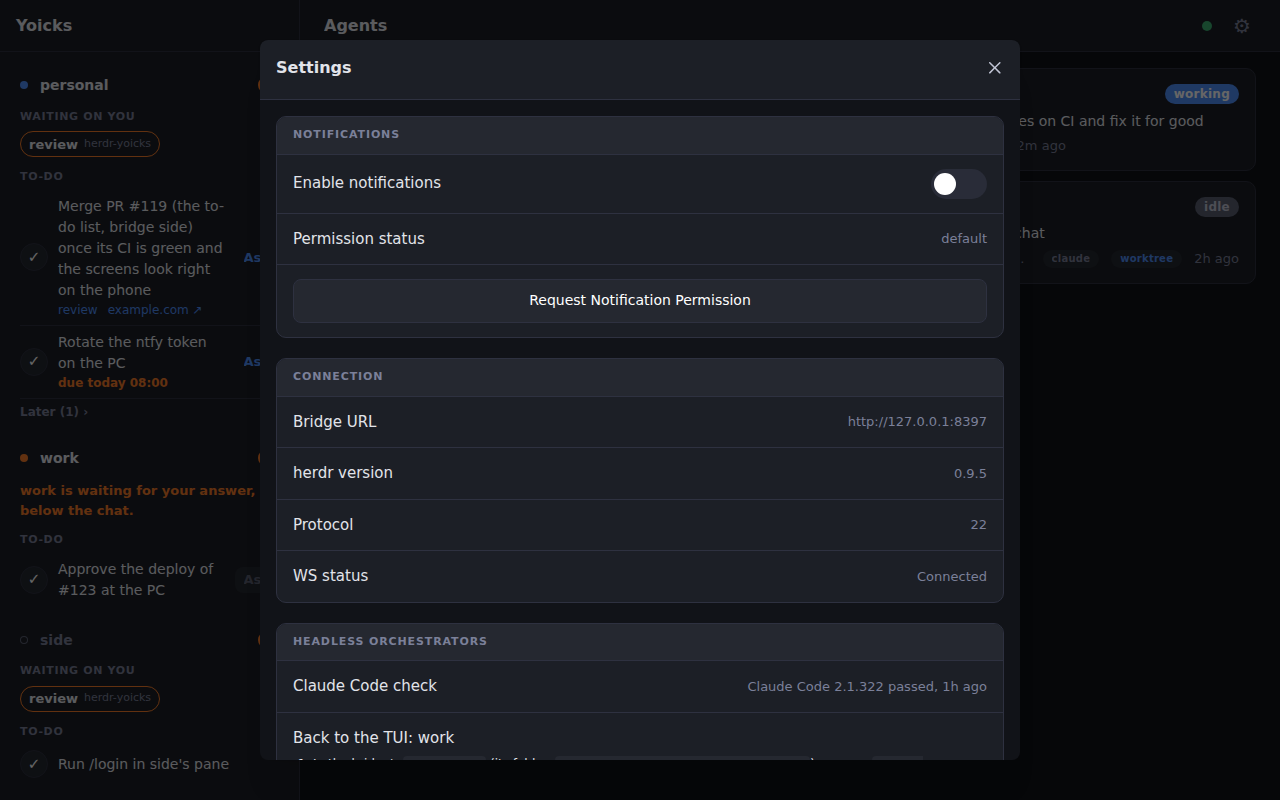 Yoicks
Agents
Settings
personal
WAITING ON YOU
review herdr-yoicks
TO-DO
Merge PR #119 (the to-
do list, bridge side)
once its CI is green and
the screens look right
on the phone
review example.com ↗
✓
As
Rotate the ntfy token
on the PC
due today 08:00
✓
As
Later (1) ›
work
work is waiting for your answer,
below the chat.
TO-DO
Approve the deploy of
#123 at the PC
✓
As
side
WAITING ON YOU
review herdr-yoicks
TO-DO
✓
Run /login in side's pane
NOTIFICATIONS
Enable notifications
Permission status default
Request Notification Permission
CONNECTION
Bridge URL http://127.0.0.1:8397
herdr version 0.9.5
Protocol 22
WS status Connected
HEADLESS ORCHESTRATORS
Claude Code check Claude Code 2.1.322 passed, 1h ago
Back to the TUI: work
working
es on CI and fix it for good
2m ago
idle
chat
claude worktree 2h ago